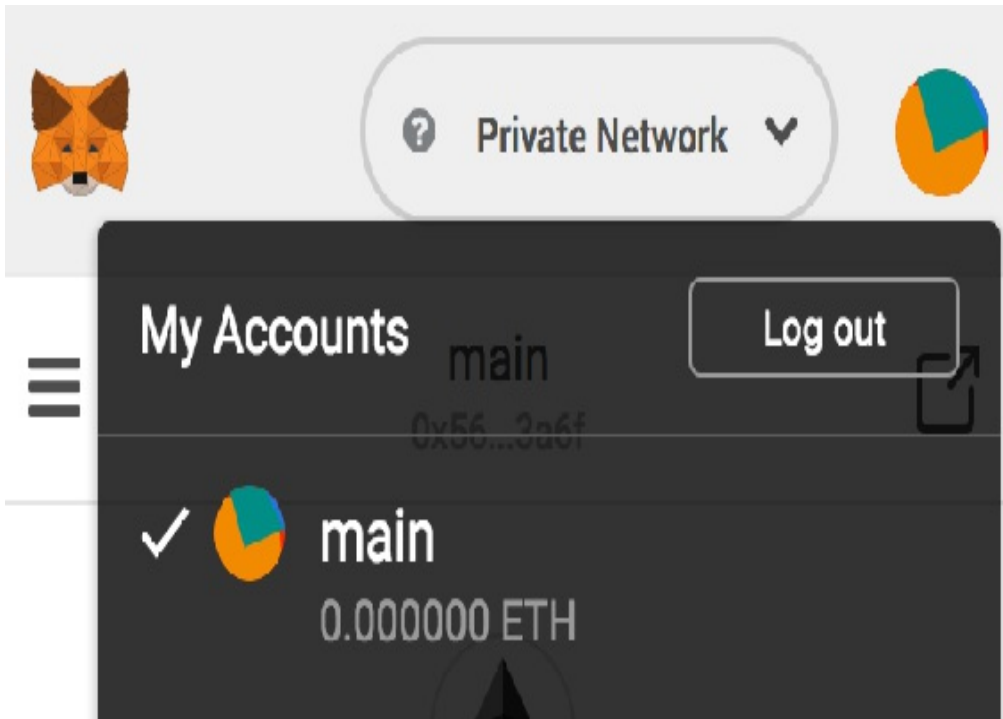 ? Private Network
My Accounts
Log out
main
0x56...3a6f
main
0.000000 ETH